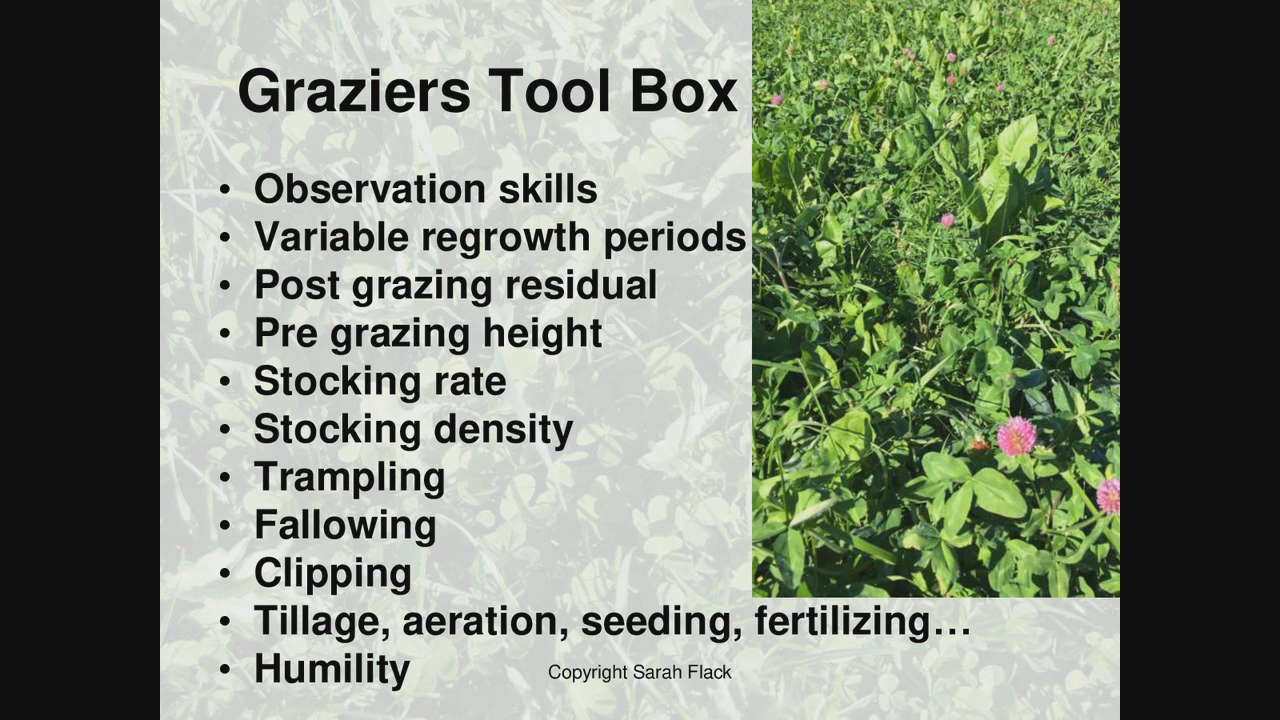 Graziers Tool Box
• Observation skills
• Variable regrowth periods
• Post grazing residual
• Pre grazing height
• Stocking rate
• Stocking density
• Trampling
• Fallowing
• Clipping
• Tillage, aeration, seeding, fertilizing…
• Humility
Copyright Sarah Flack